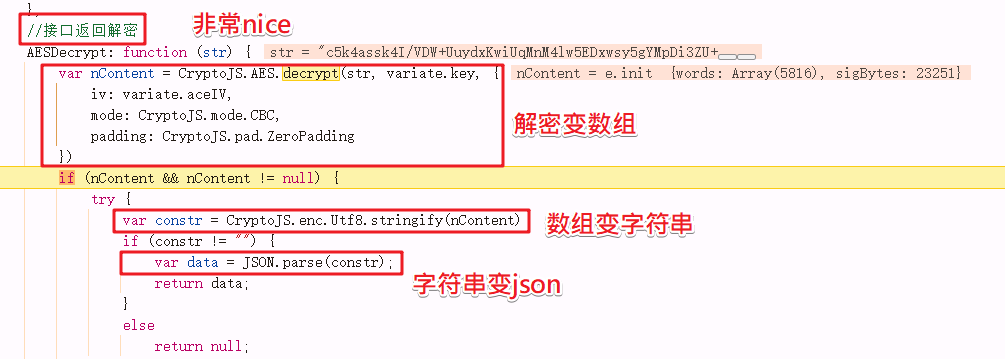 },
//接口返回解密 非常nice
AESDecrypt: function (str) { str = "c5k4assk4I/VDW+UuydxKwiUqMnM4lw5EDxwsy5gYMpDi3ZU+
var nContent = CryptoJS.AES.decrypt(str, variate.key, { nContent = e.init {words: Array(5816), sigBytes: 23251}
iv: variate.aceIV,
mode: CryptoJS.mode.CBC, 解密变数组
padding: CryptoJS.pad.ZeroPadding
})
if (nContent && nContent != null) {
try {
var constr = CryptoJS.enc.Utf8.stringify(nContent) 数组变字符串
if (constr != "") {
var data = JSON.parse(constr);
字符串变json
return data;
}
else
return null;